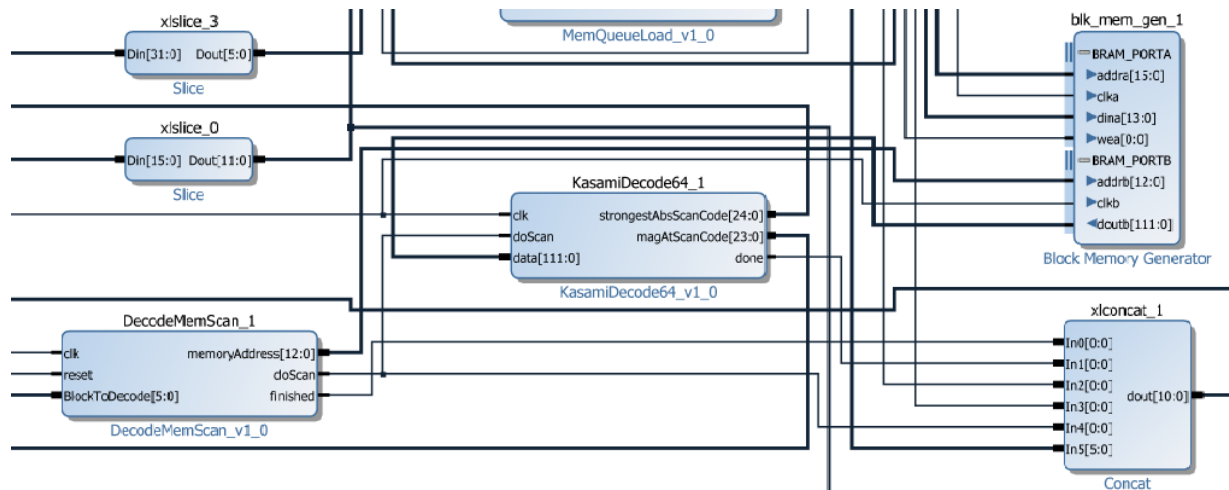 xlslice_3
Din[31:0] Dout[5:0]
Slice
MemQueueLoad_v1_0
blk_mem_gen_1
BRAM_PORTA
addra[15:0]
clka
dina[13:0]
wea[0:0]
BRAM_PORTB
addrb[12:0]
clkb
doutb[111:0]
Block Memory Generator
xlslice_0
Din[15:0] Dout[11:0]
Slice
KasamiDecode64_1
clk strongestAbsScanCode[24:0]
doScan magAtScanCode[23:0]
data[111:0] done
KasamiDecode64_v1_0
DecodeMemScan_1
clk memoryAddress[12:0]
reset doScan
BlockToDecode[5:0] finished
DecodeMemScan_v1_0
xlconcat_1
In0[0:0]
In1[0:0]
In2[0:0]
In3[0:0]
In4[0:0]
In5[5:0]
dout[10:0]
Concat